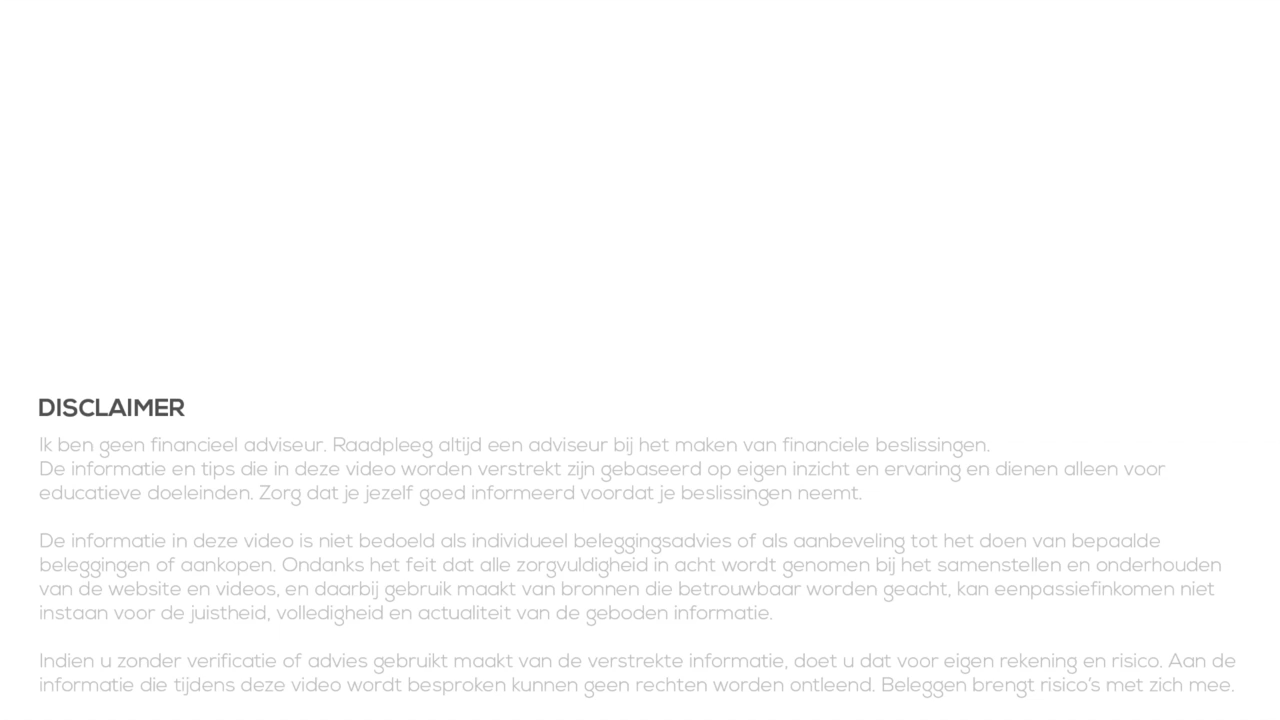 DISCLAIMER
Ik ben geen financieel adviseur. Raadpleeg altijd een adviseur bij het maken van financiele beslissingen.
De informatie en tips die in deze video worden verstrekt zijn gebaseerd op eigen inzicht en ervaring en dienen alleen voor
educatieve doeleinden. Zorg dat je jezelf goed informeerd voordat je beslissingen neemt.
De informatie in deze video is niet bedoeld als individueel beleggingsadvies of als aanbeveling tot het doen van bepaalde
beleggingen of aankopen. Ondanks het feit dat alle zorgvuldigheid in acht wordt genomen bij het samenstellen en onderhouden
van de website en videos, en daarbij gebruik maakt van bronnen die betrouwbaar worden geacht, kan eenpassiefinkomen niet
instaan voor de juistheid, volledigheid en actualiteit van de geboden informatie.
Indien u zonder verificatie of advies gebruikt maakt van de verstrekte informatie, doet u dat voor eigen rekening en risico. Aan de
informatie die tijdens deze video wordt besproken kunnen geen rechten worden ontleend. Beleggen brengt risico's met zich mee.